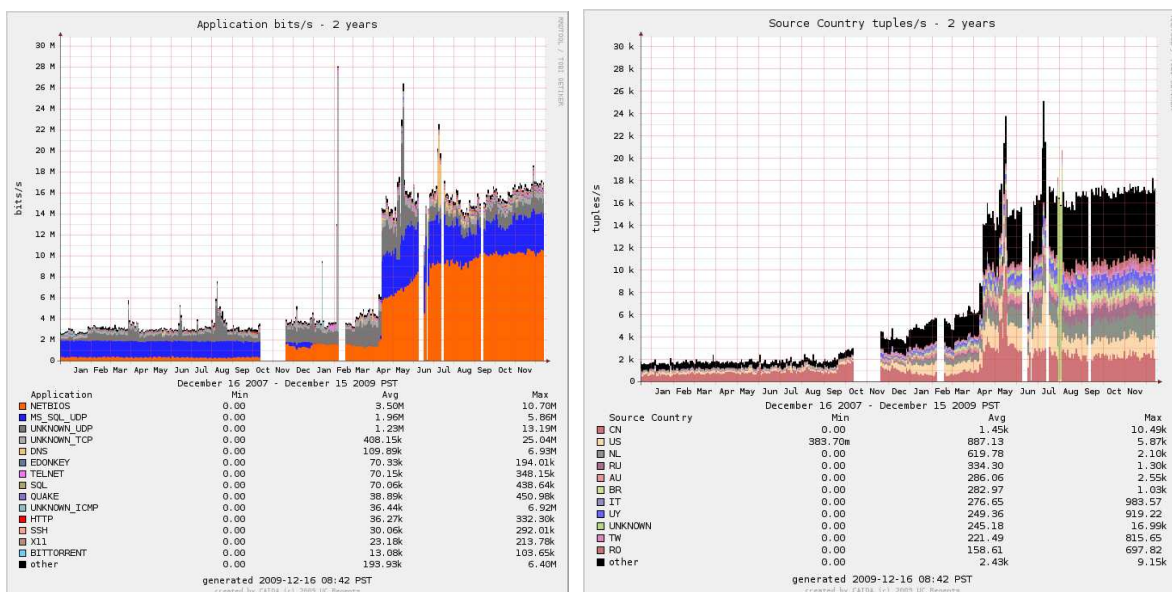 Application bits/s - 2 years
RRDTOOL / TOBI OETIKER
bits/s
30 M
28 M
26 M
24 M
22 M
20 M
18 M
16 M
14 M
12 M
10 M
8 M
6 M
4 M
2 M
0
Jan Feb Mar Apr May Jun Jul Aug Sep Oct Nov Dec Jan Feb Mar Apr May Jun Jul Aug Sep Oct Nov
December 16 2007 - December 15 2009 PST
Application Min Avg Max
NETBIOS 0.00 3.50M 10.70M
MS_SQL_UDP 0.00 1.96M 5.86M
UNKNOWN_UDP 0.00 1.23M 13.19M
UNKNOWN_TCP 0.00 408.15k 25.04M
DNS 0.00 109.89k 6.93M
EDONKEY 0.00 70.33k 194.01k
TELNET 0.00 70.15k 348.15k
SQL 0.00 70.06k 438.64k
QUAKE 0.00 38.89k 450.98k
UNKNOWN_ICMP 0.00 36.44k 6.92M
HTTP 0.00 36.27k 332.30k
SSH 0.00 30.06k 292.01k
X11 0.00 23.18k 213.78k
BITTORRENT 0.00 13.08k 103.65k
other 0.00 193.93k 6.40M
generated 2009-12-16 08:42 PST
created by CAIDA (c) 2009 UC Regents
Source Country tuples/s - 2 years
tuples/s
30 k
28 k
26 k
24 k
22 k
20 k
18 k
16 k
14 k
12 k
10 k
8 k
6 k
4 k
2 k
0
Jan Feb Mar Apr May Jun Jul Aug Sep Oct Nov Dec Jan Feb Mar Apr May Jun Jul Aug Sep Oct Nov
December 16 2007 - December 15 2009 PST
Source Country Min Avg Max
CN 0.00 1.45k 10.49k
US 383.70m 887.13 5.87k
NL 0.00 619.78 2.10k
RU 0.00 334.30 1.30k
AU 0.00 286.06 2.55k
BR 0.00 282.97 1.03k
IT 0.00 276.65 983.57
UY 0.00 249.36 919.22
UNKNOWN 0.00 245.18 16.99k
TW 0.00 221.49 815.65
RO 0.00 158.61 697.82
other 0.00 2.43k 9.15k
generated 2009-12-16 08:42 PST
created by CAIDA (c) 2009 UC Regents